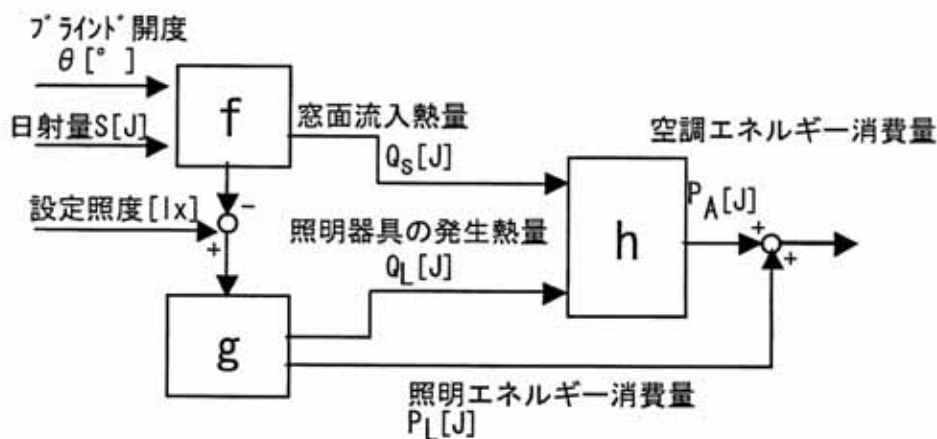 ブラインド開度
θ[°]
日射量S[J]
設定照度[lx]
f
窓面流入熱量
QS[J]
照明器具の発生熱量
QL[J]
g
h
空調エネルギー消費量
PA[J]
照明エネルギー消費量
PL[J]
-
+
+
+